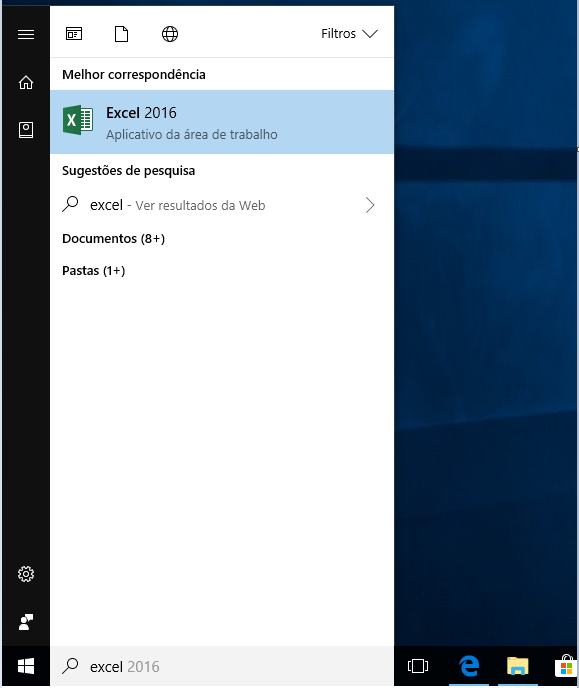 Filtros
Melhor correspondência
Excel 2016
Aplicativo da área de trabalho
Sugestões de pesquisa
excel - Ver resultados da Web
Documentos (8+)
Pastas (1+)
excel 2016